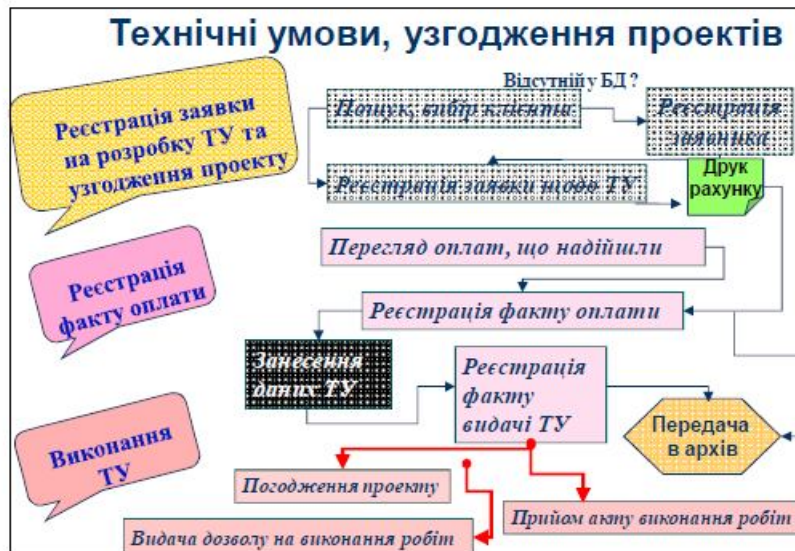 Технічні умови, узгодження проектів
Реєстрація заявки
на розробку ТУ та
узгодження проекту
Відсутній у БД?
Пошук, вибір клієнта
Реєстрація
заявника
Реєстрація заявки щодо ТУ
Друк
рахунку
Перегляд оплат, що надійшли
Реєстрація
факту оплати
Реєстрація факту оплати
Занесення
даних ТУ
Реєстрація
факту
видачі ТУ
Передача
в архів
Виконання
ТУ
Погодження проекту
Прийом акту виконання робіт
Видача дозволу на виконання робіт